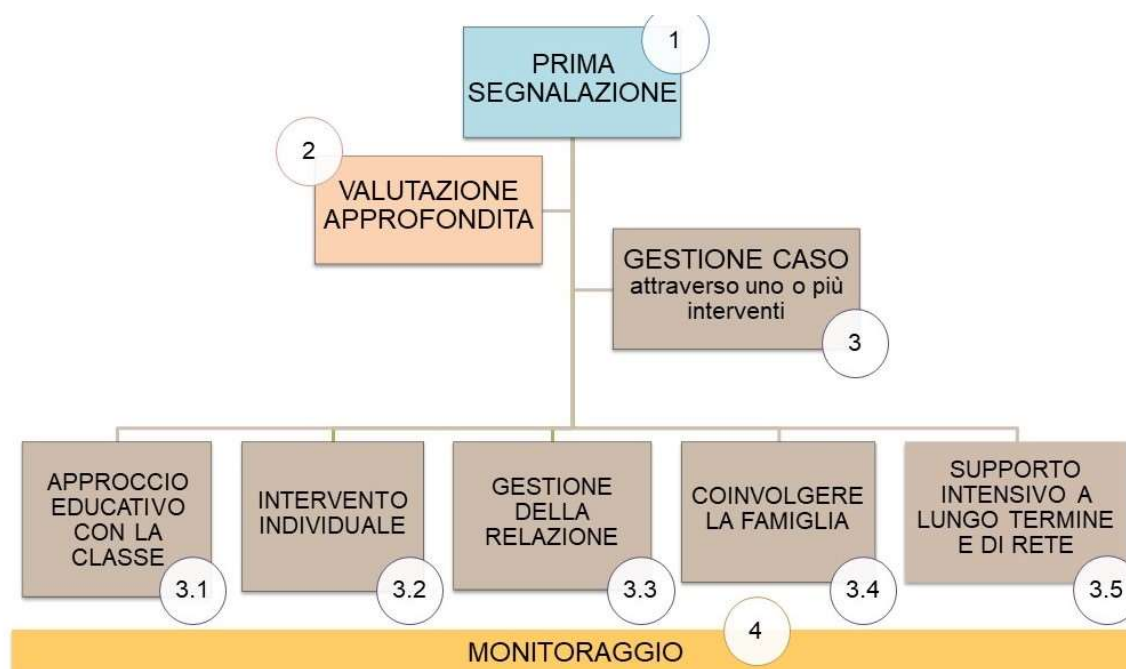 1
PRIMA
SEGNALAZIONE
2
VALUTAZIONE
APPROFONDITA
GESTIONE CASO
attraverso uno o più
interventi
3
APPROCCIO
EDUCATIVO
CON LA
CLASSE
3.1
INTERVENTO
INDIVIDUALE
3.2
GESTIONE
DELLA
RELAZIONE
3.3
COINVOLGERE
LA FAMIGLIA
3.4
SUPPORTO
INTENSIVO A
LUNGO TERMINE
E DI RETE
3.5
4
MONITORAGGIO